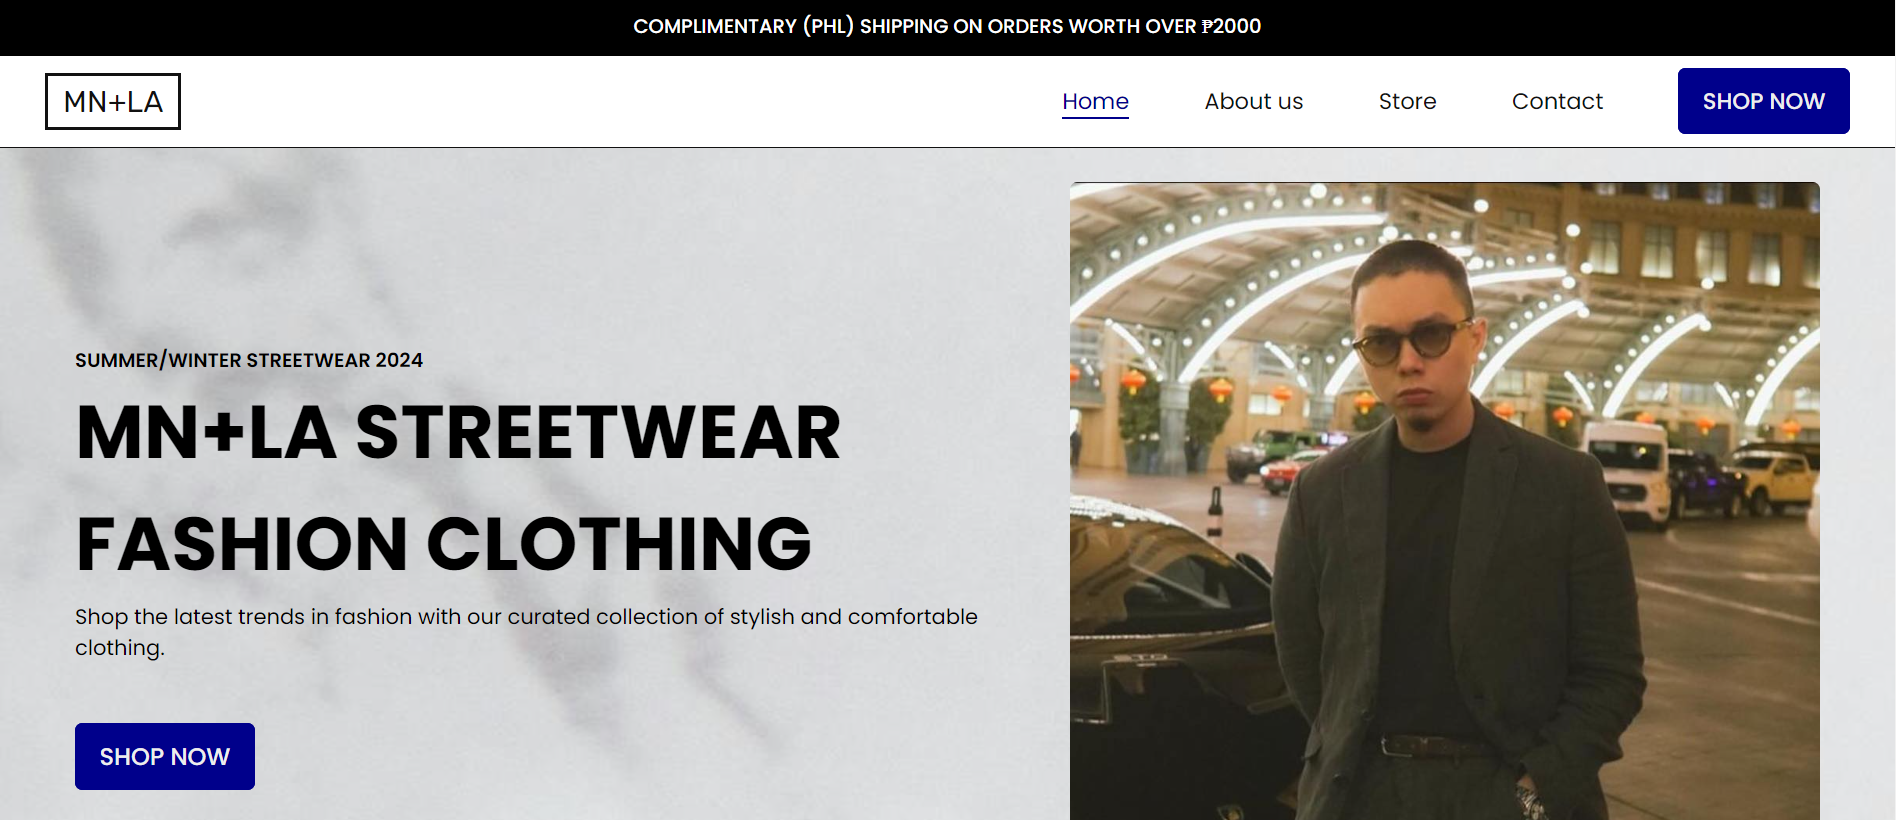 COMPLIMENTARY (PHL) SHIPPING ON ORDERS WORTH OVER ₱2000
MN+LA
Home
About us
Store
Contact
SHOP NOW
SUMMER/WINTER STREETWEAR 2024
MN+LA STREETWEAR
FASHION CLOTHING
Shop the latest trends in fashion with our curated collection of stylish and comfortable
clothing.
SHOP NOW